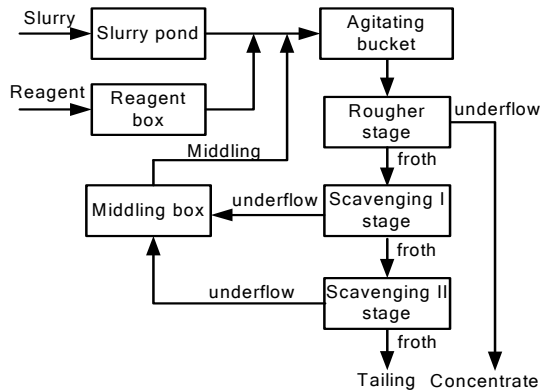 Slurry
Slurry pond
Agitating
bucket
Reagent
Reagent
box
Rougher
stage
underflow
froth
Middling
Middling box
underflow
Scavenging I
stage
froth
underflow
Scavenging II
stage
froth
Tailing
Concentrate